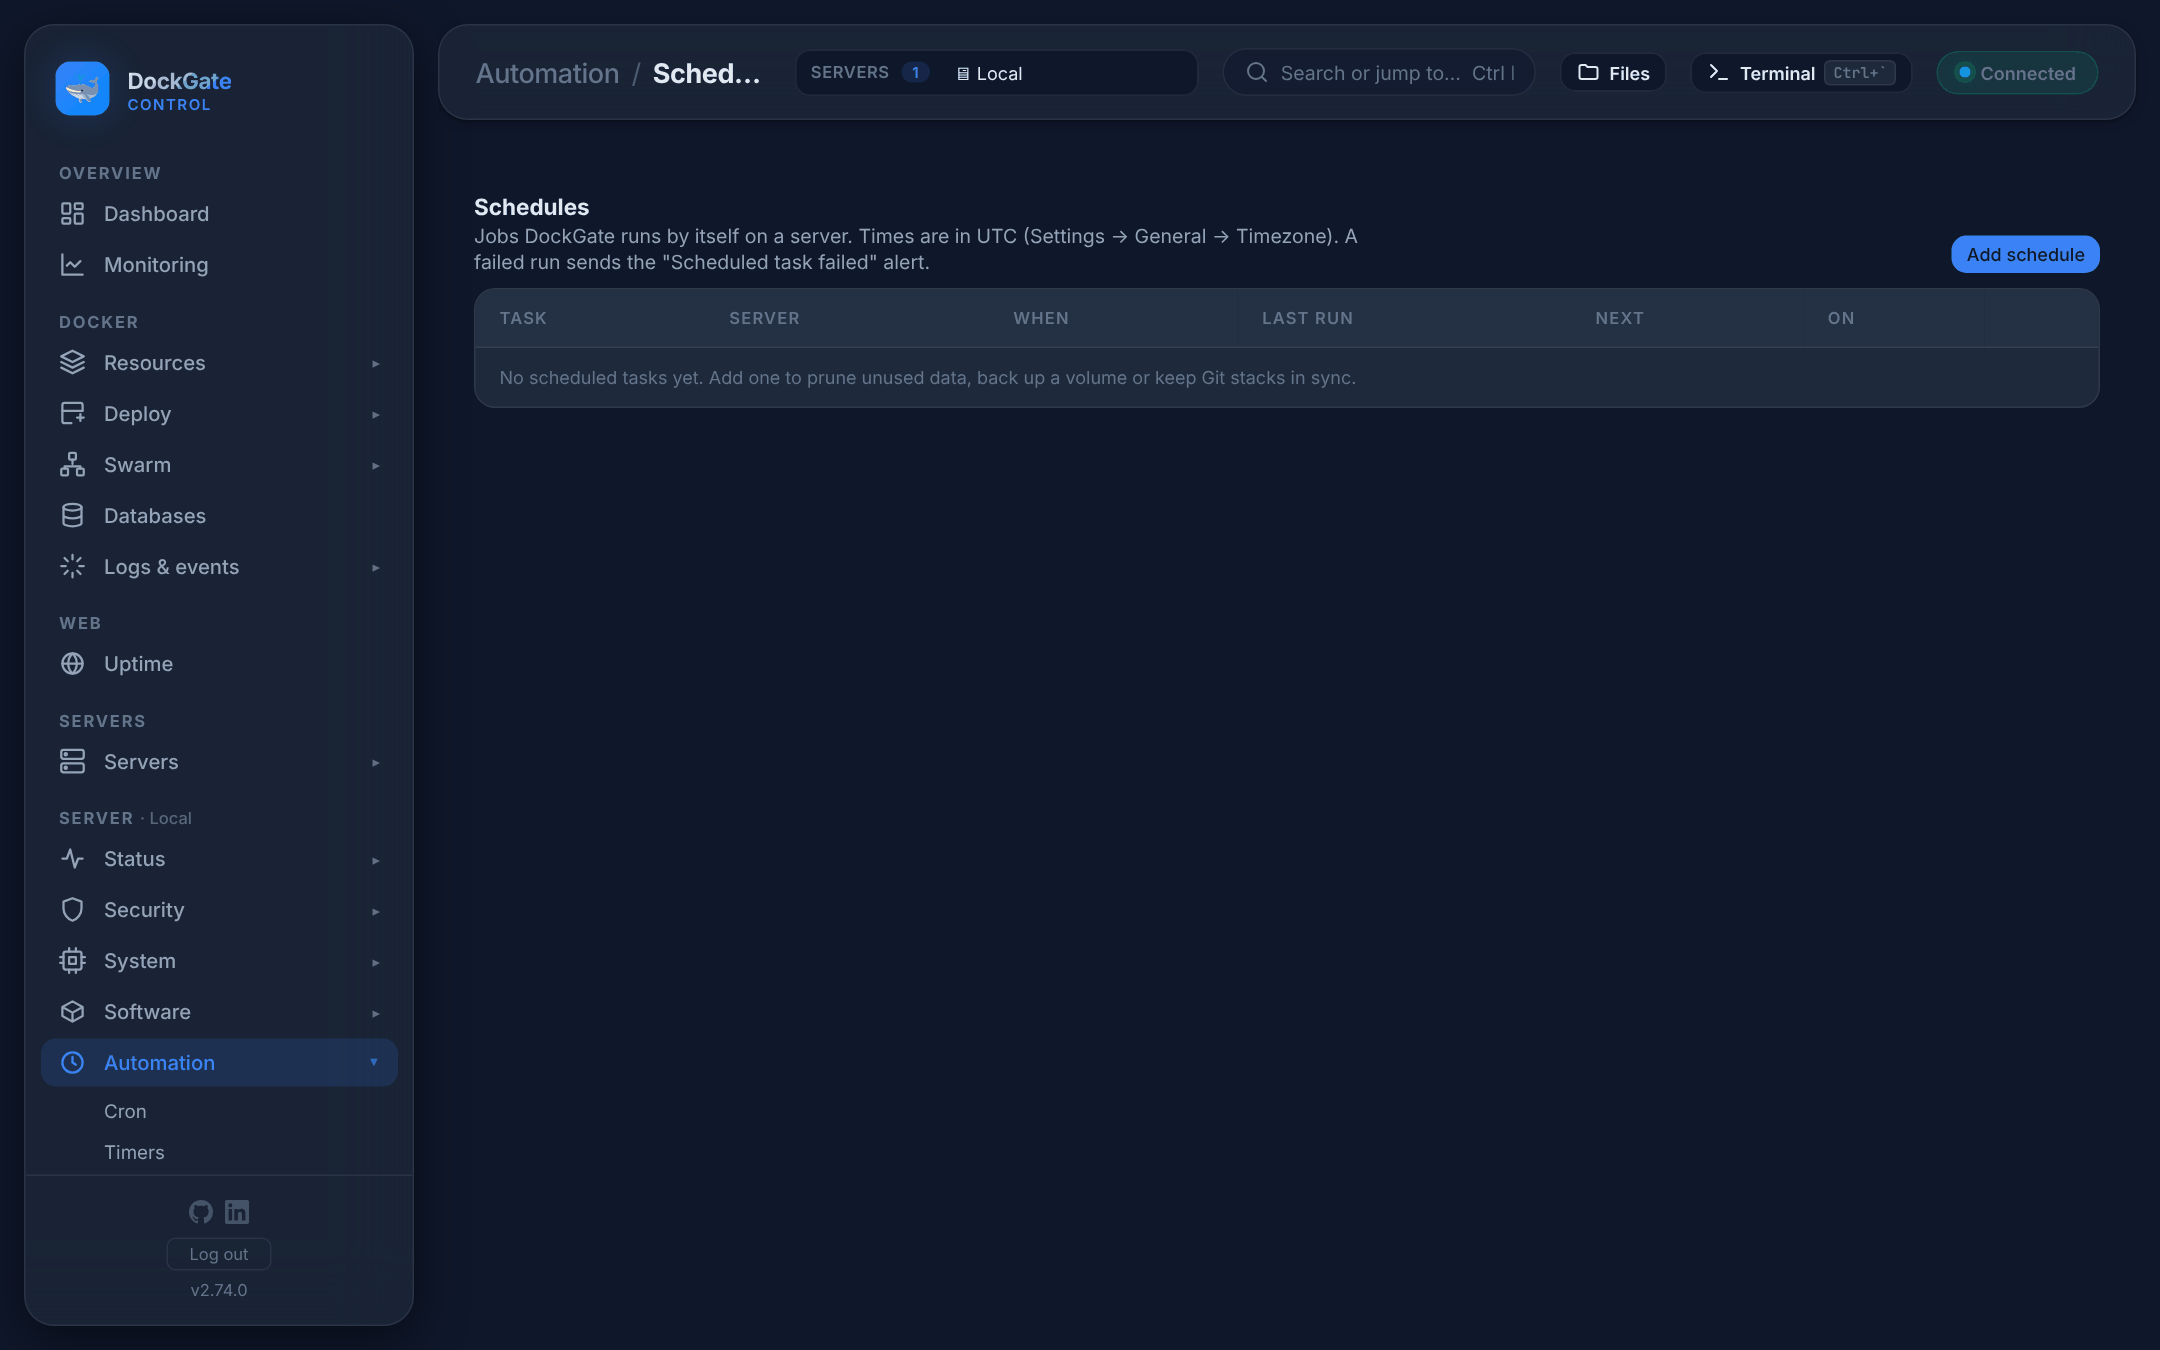 DockGate
CONTROL
OVERVIEW
Dashboard
Monitoring
DOCKER
Resources
Deploy
Swarm
Databases
Logs & events
WEB
Uptime
SERVERS
Servers
SERVER · Local
Status
Security
System
Software
Automation
Cron
Timers
Log out
v2.74.0
Automation / Sched...
SERVERS 1 Local
Search or jump to... Ctrl
Files
Terminal Ctrl+`
Connected
Schedules
Jobs DockGate runs by itself on a server. Times are in UTC (Settings → General → Timezone). A
failed run sends the "Scheduled task failed" alert.
Add schedule
TASK SERVER WHEN LAST RUN NEXT ON
No scheduled tasks yet. Add one to prune unused data, back up a volume or keep Git stacks in sync.